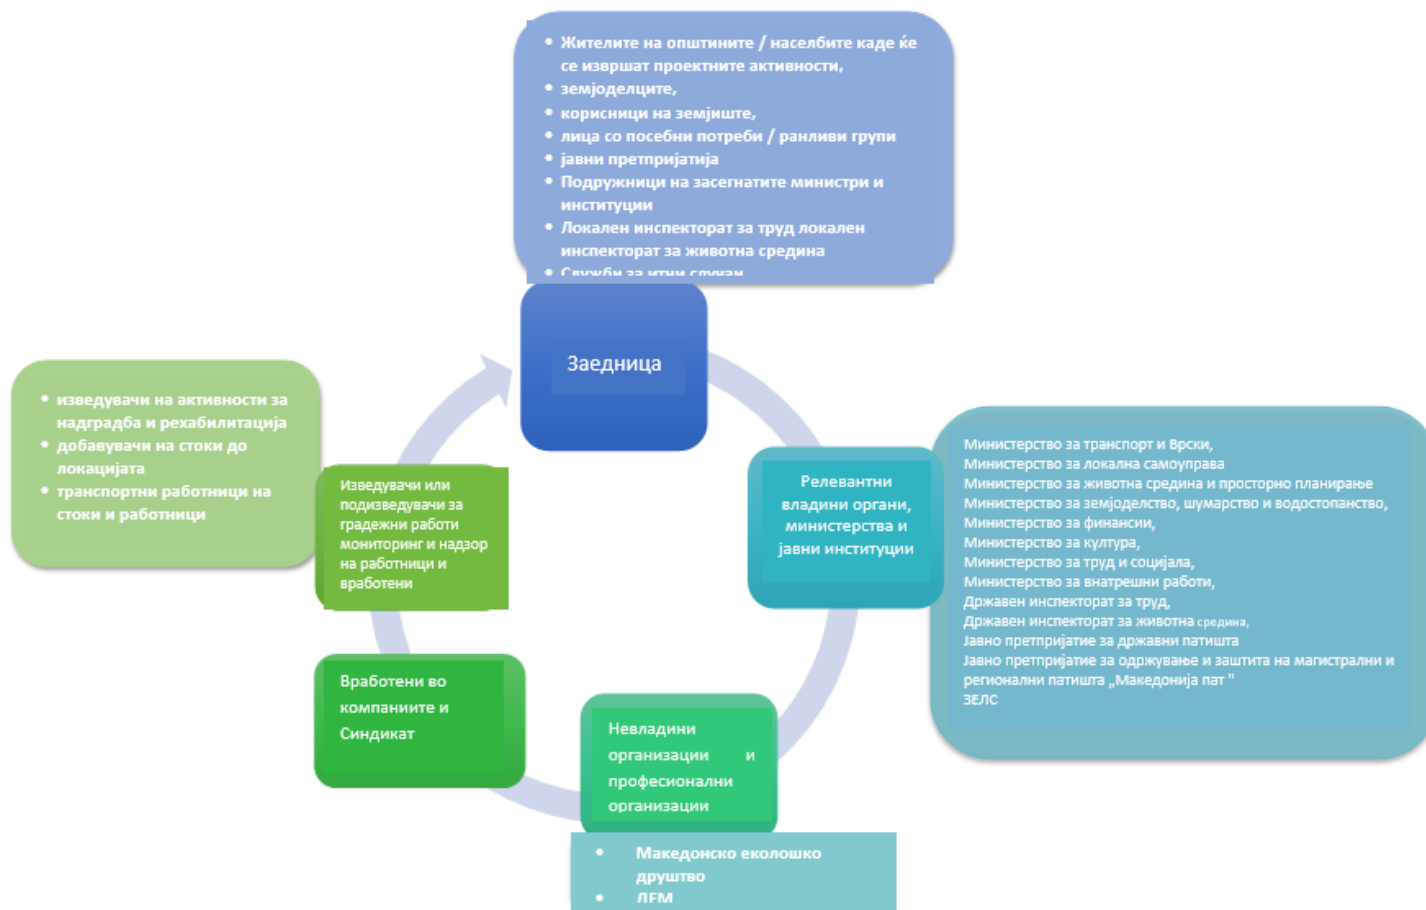 • Жителите на општините / населбите каде ќе
се извршат проектните активности,
• земјоделците,
• корисници на земјиште,
• лица со посебни потреби / ранливи групи
• јавни претпријатија
• Подружници на засегнатите министри и
институции
• Локален инспекторат за труд локален
инспекторат за животна средина
• Служби за итни случаи
Заедница
• изведувачи на активности за
надградба и рехабилитација
• добавувачи на стоки до
локацијата
• транспортни работници на
стоки и работници
Изведувачи или
подизведувачи за
градежни работи
мониторинг и надзор
на работници и
вработени
Релевантни
владини органи,
министерства и
јавни институции
Министерство за транспорт и Врски,
Министерство за локална самоуправа
Министерство за животна средина и просторно планирање
Министерство за земјоделство, шумарство и водостопанство,
Министерство за финансии,
Министерство за култура,
Министерство за труд и социјала,
Министерство за внатрешни работи,
Државен инспекторат за труд,
Државен инспекторат за животна средина,
Јавно претпријатие за државни патишта
Јавно претпријатие за одржување и заштита на магистрални и
регионални патишта „Македонија пат "
ЗЕЛС
Вработени во
компаниите и
Синдикат
Невладини
организации и
професионални
организации
• Македонско еколошко
друштво
• ДЕМ